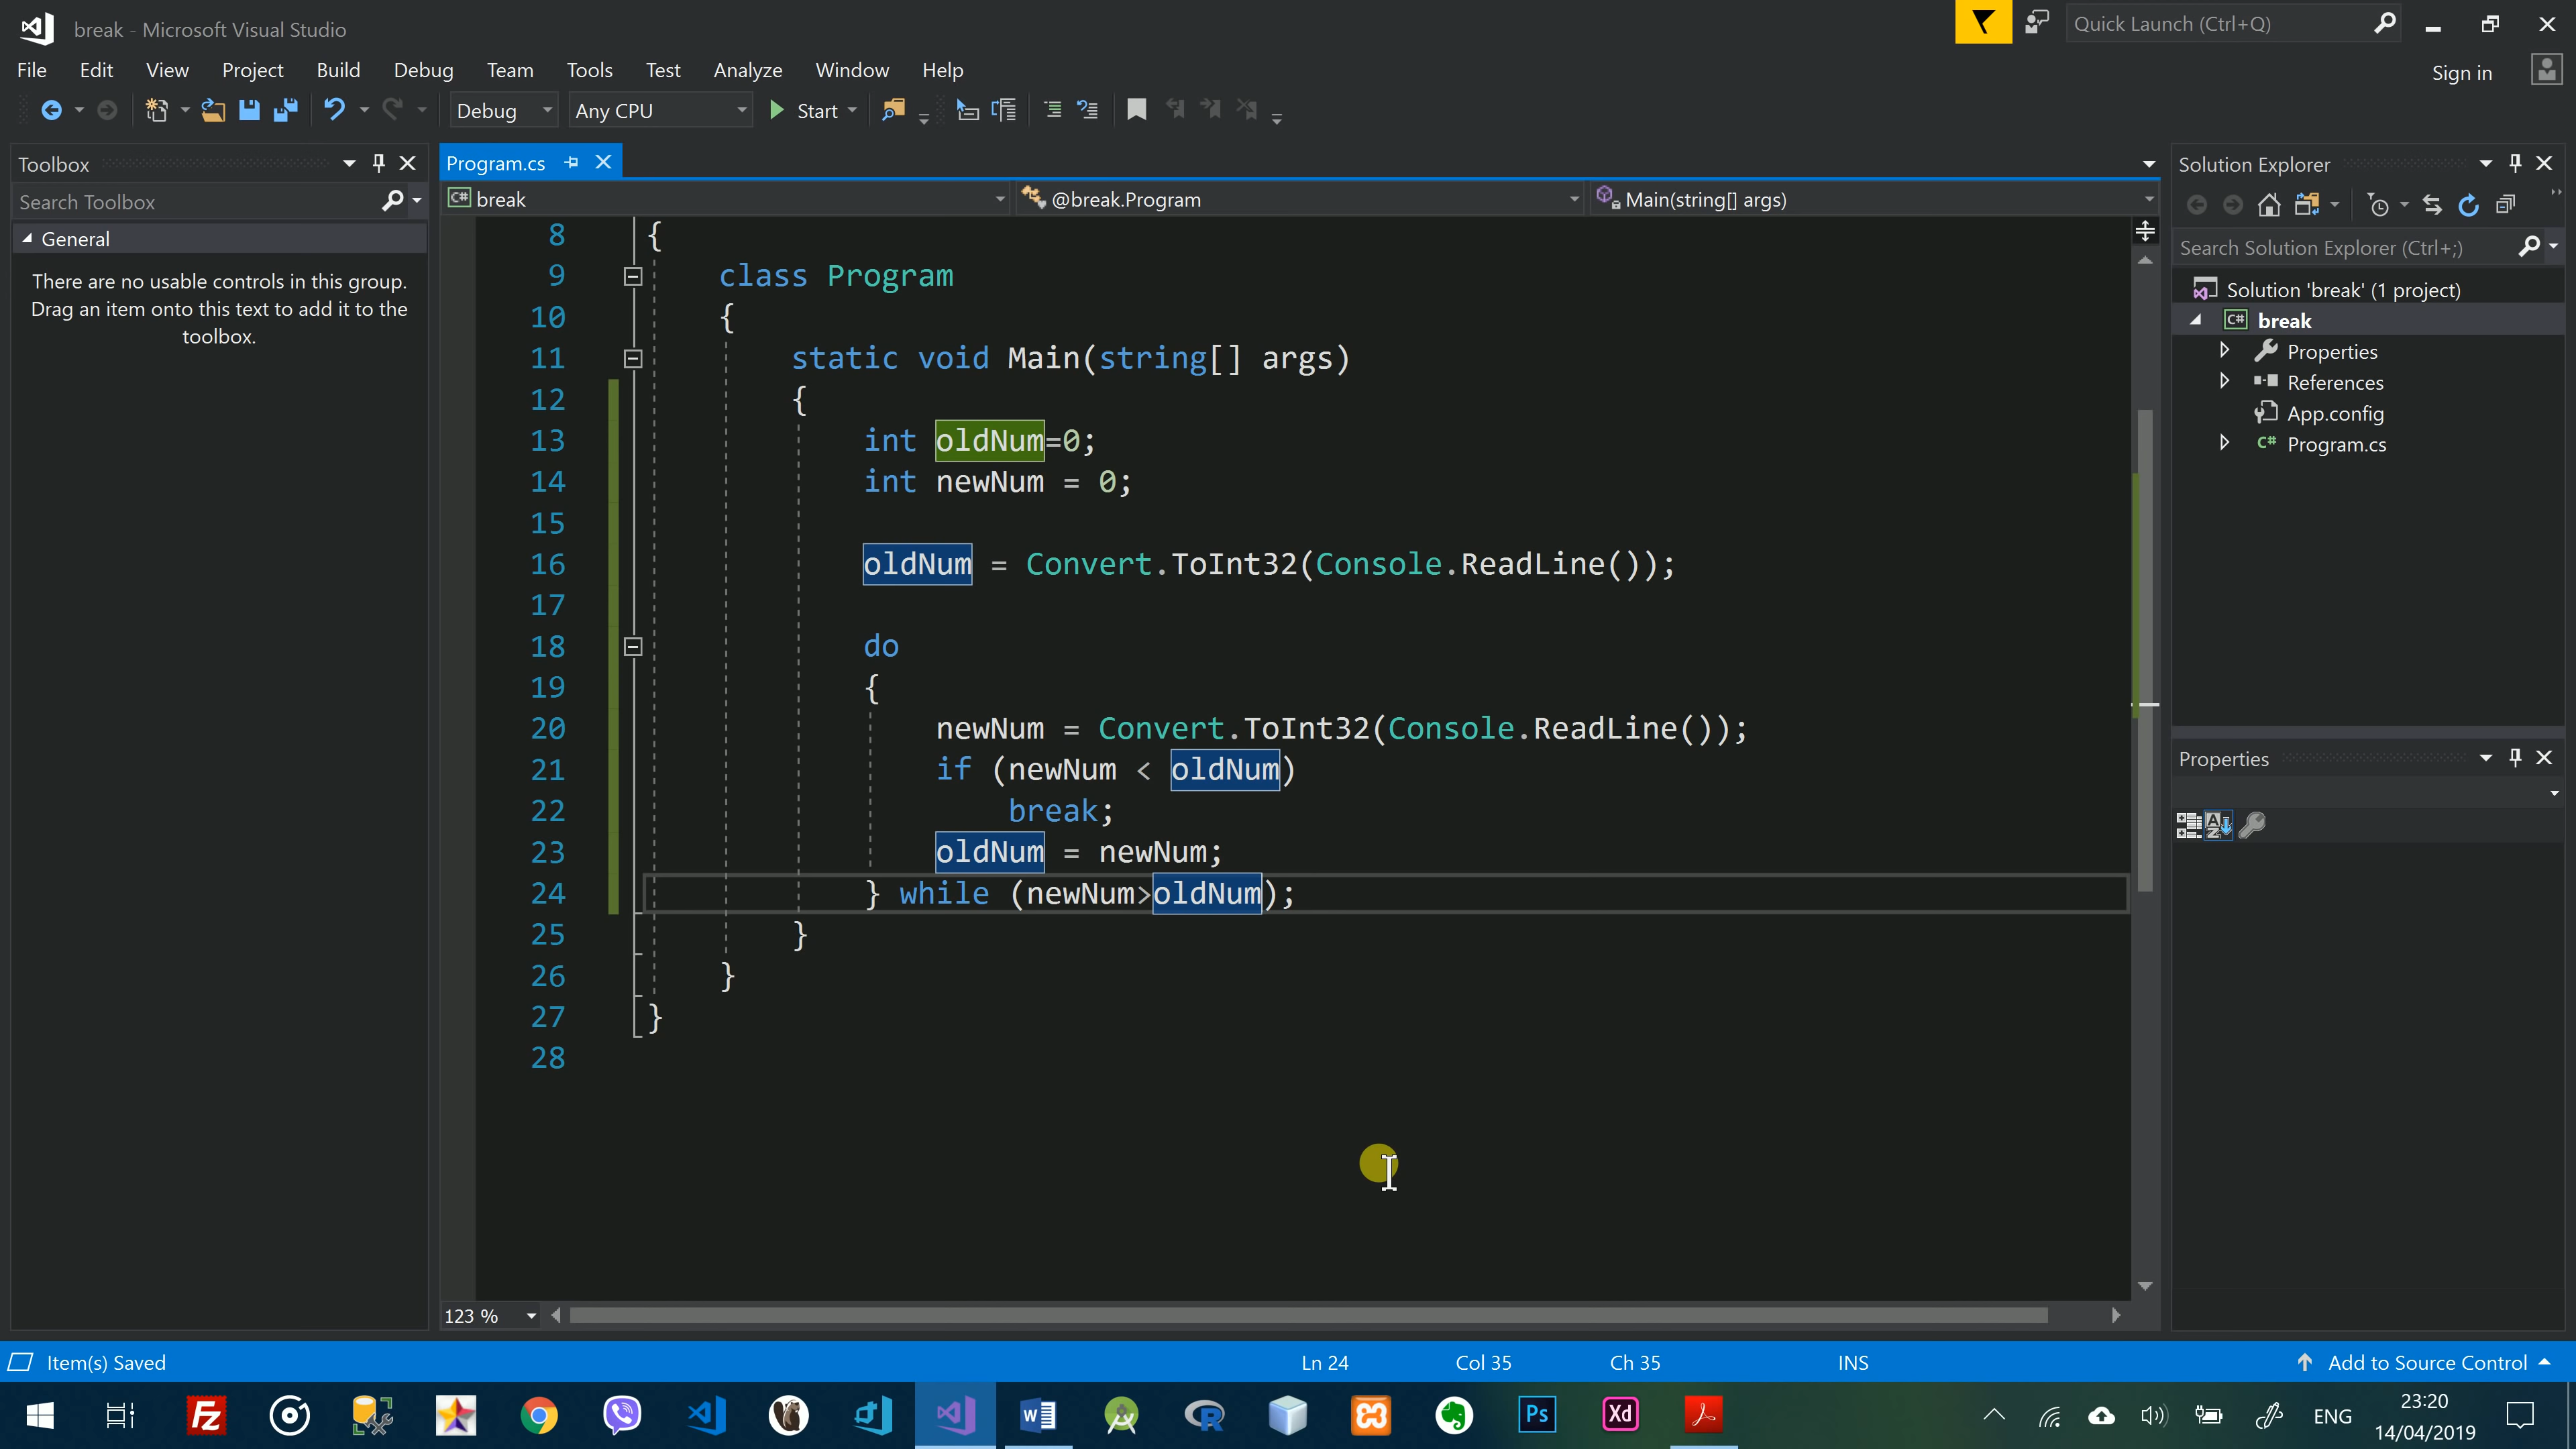 break - Microsoft Visual Studio
Quick Launch (Ctrl+Q)
File Edit View Project Build Debug Team Tools Test Analyze Window Help
Sign in
Debug Any CPU Start
Toolbox
Search Toolbox
General
There are no usable controls in this group.
Drag an item onto this text to add it to the
toolbox.
Program.cs
C# break
@break.Program
Main(string[] args)
8 {
9 class Program
10 {
11 static void Main(string[] args)
12 {
13 int oldNum=0;
14 int newNum = 0;
15
16 oldNum = Convert.ToInt32(Console.ReadLine());
17
18 do
19 {
20 newNum = Convert.ToInt32(Console.ReadLine());
21 if (newNum < oldNum)
22 break;
23 oldNum = newNum;
24 } while (newNum>oldNum);
25 }
26 }
27 }
28
123 %
Solution Explorer
Search Solution Explorer (Ctrl+;)
Solution 'break' (1 project)
C# break
Properties
References
App.config
C# Program.cs
Properties
Item(s) Saved
Ln 24 Col 35 Ch 35 INS
Add to Source Control
Fz
W
R
Ps
Xd
ENG
23:20
14/04/2019